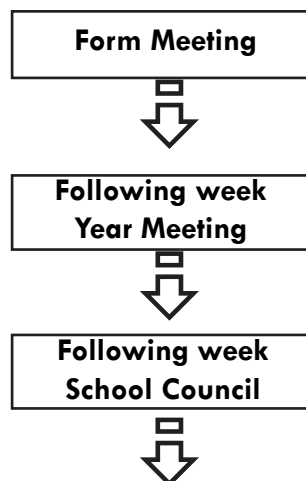 Form Meeting
Following week
Year Meeting
Following week
School Council